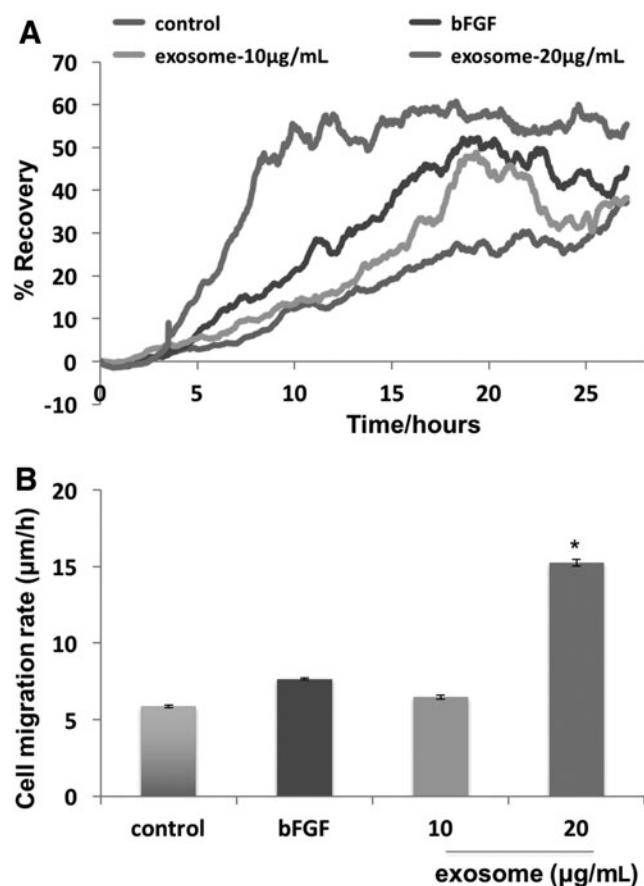 A
control bFGF
exosome-10µg/mL exosome-20µg/mL
70
60
50
40
30
20
10
0
-10
% Recovery
0 5 10 15 20 25
Time/hours
B
20
15
10
5
0
Cell migration rate (µm/h)
*
control bFGF 10 20
exosome (µg/mL)